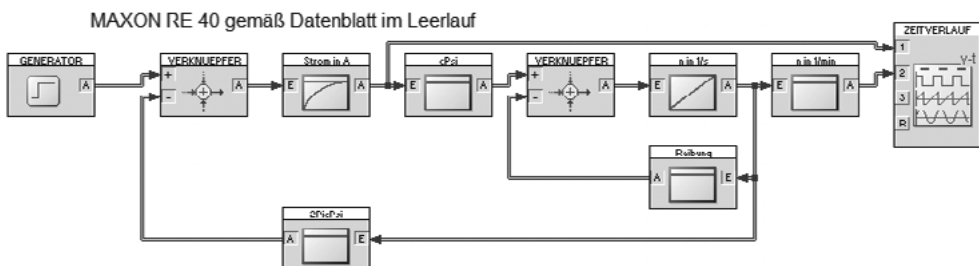 MAXON RE 40 gemäß Datenblatt im Leerlauf
ZEITVERLAUF
GENERATOR
VERKNUEPFER
Strom in A
cPsi
VERKNUEPFER
n in 1/s
n in 1/min
1
y-t
A
+
A
E
A
E
A
+
A
E
A
E
A
2
-
-
3
R
Reibung
A
E
2PicPsi
A
E